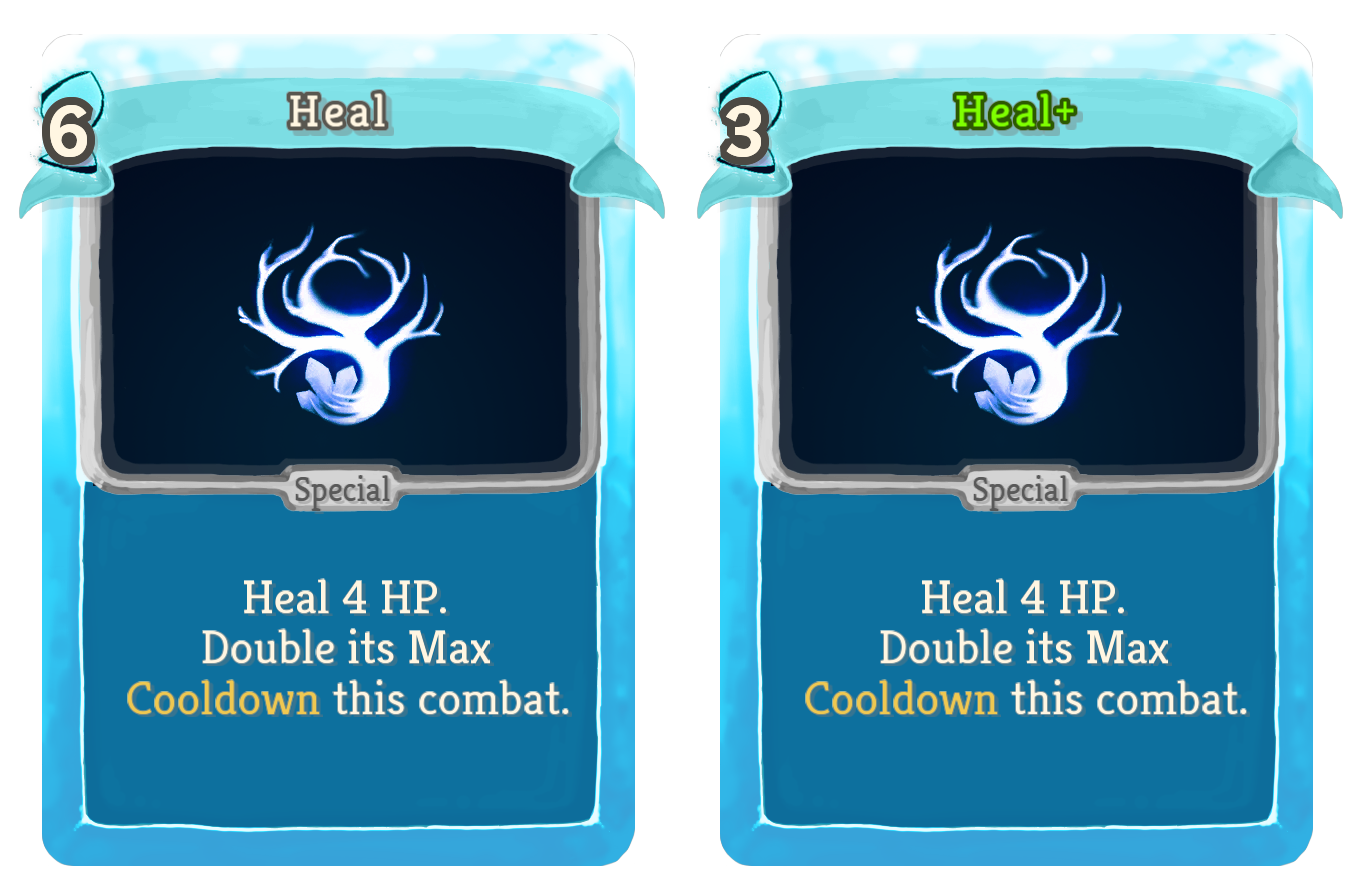 6
Heal
Special
Heal 4 HP.
Double its Max
Cooldown this combat.
3
Heal+
Special
Heal 4 HP.
Double its Max
Cooldown this combat.